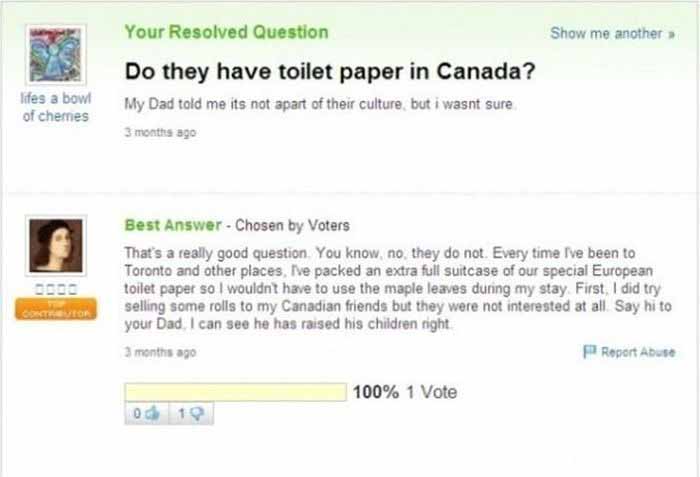 Your Resolved Question
Show me another »
lifes a bowl
of cherries
Do they have toilet paper in Canada?
My Dad told me its not apart of their culture, but i wasnt sure.
3 months ago
Best Answer - Chosen by Voters
That's a really good question. You know, no, they do not. Every time I've been to
Toronto and other places, I've packed an extra full suitcase of our special European
toilet paper so I wouldn't have to use the maple leaves during my stay. First, I did try
selling some rolls to my Canadian friends but they were not interested at all. Say hi to
your Dad, I can see he has raised his children right.
TOP
CONTRIBUTOR
3 months ago
Report Abuse
100% 1 Vote
0 1